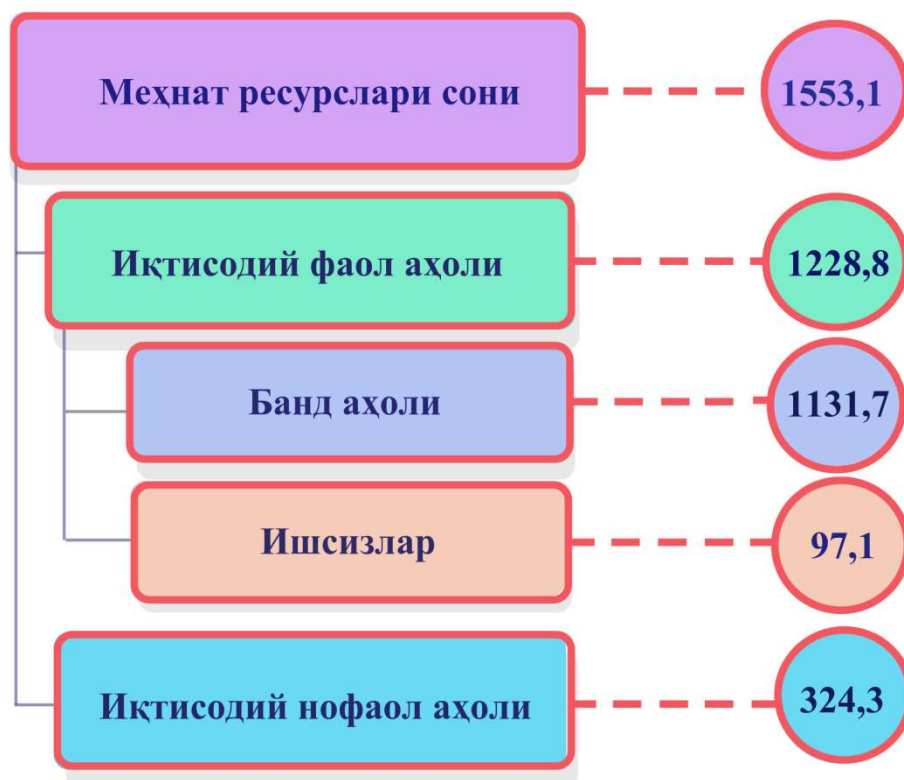 Меҳнат ресурслари сони 1553,1
Иқтисодий фаол аҳоли 1228,8
Банд аҳоли 1131,7
Ишсизлар 97,1
Иқтисодий нофаол аҳоли 324,3